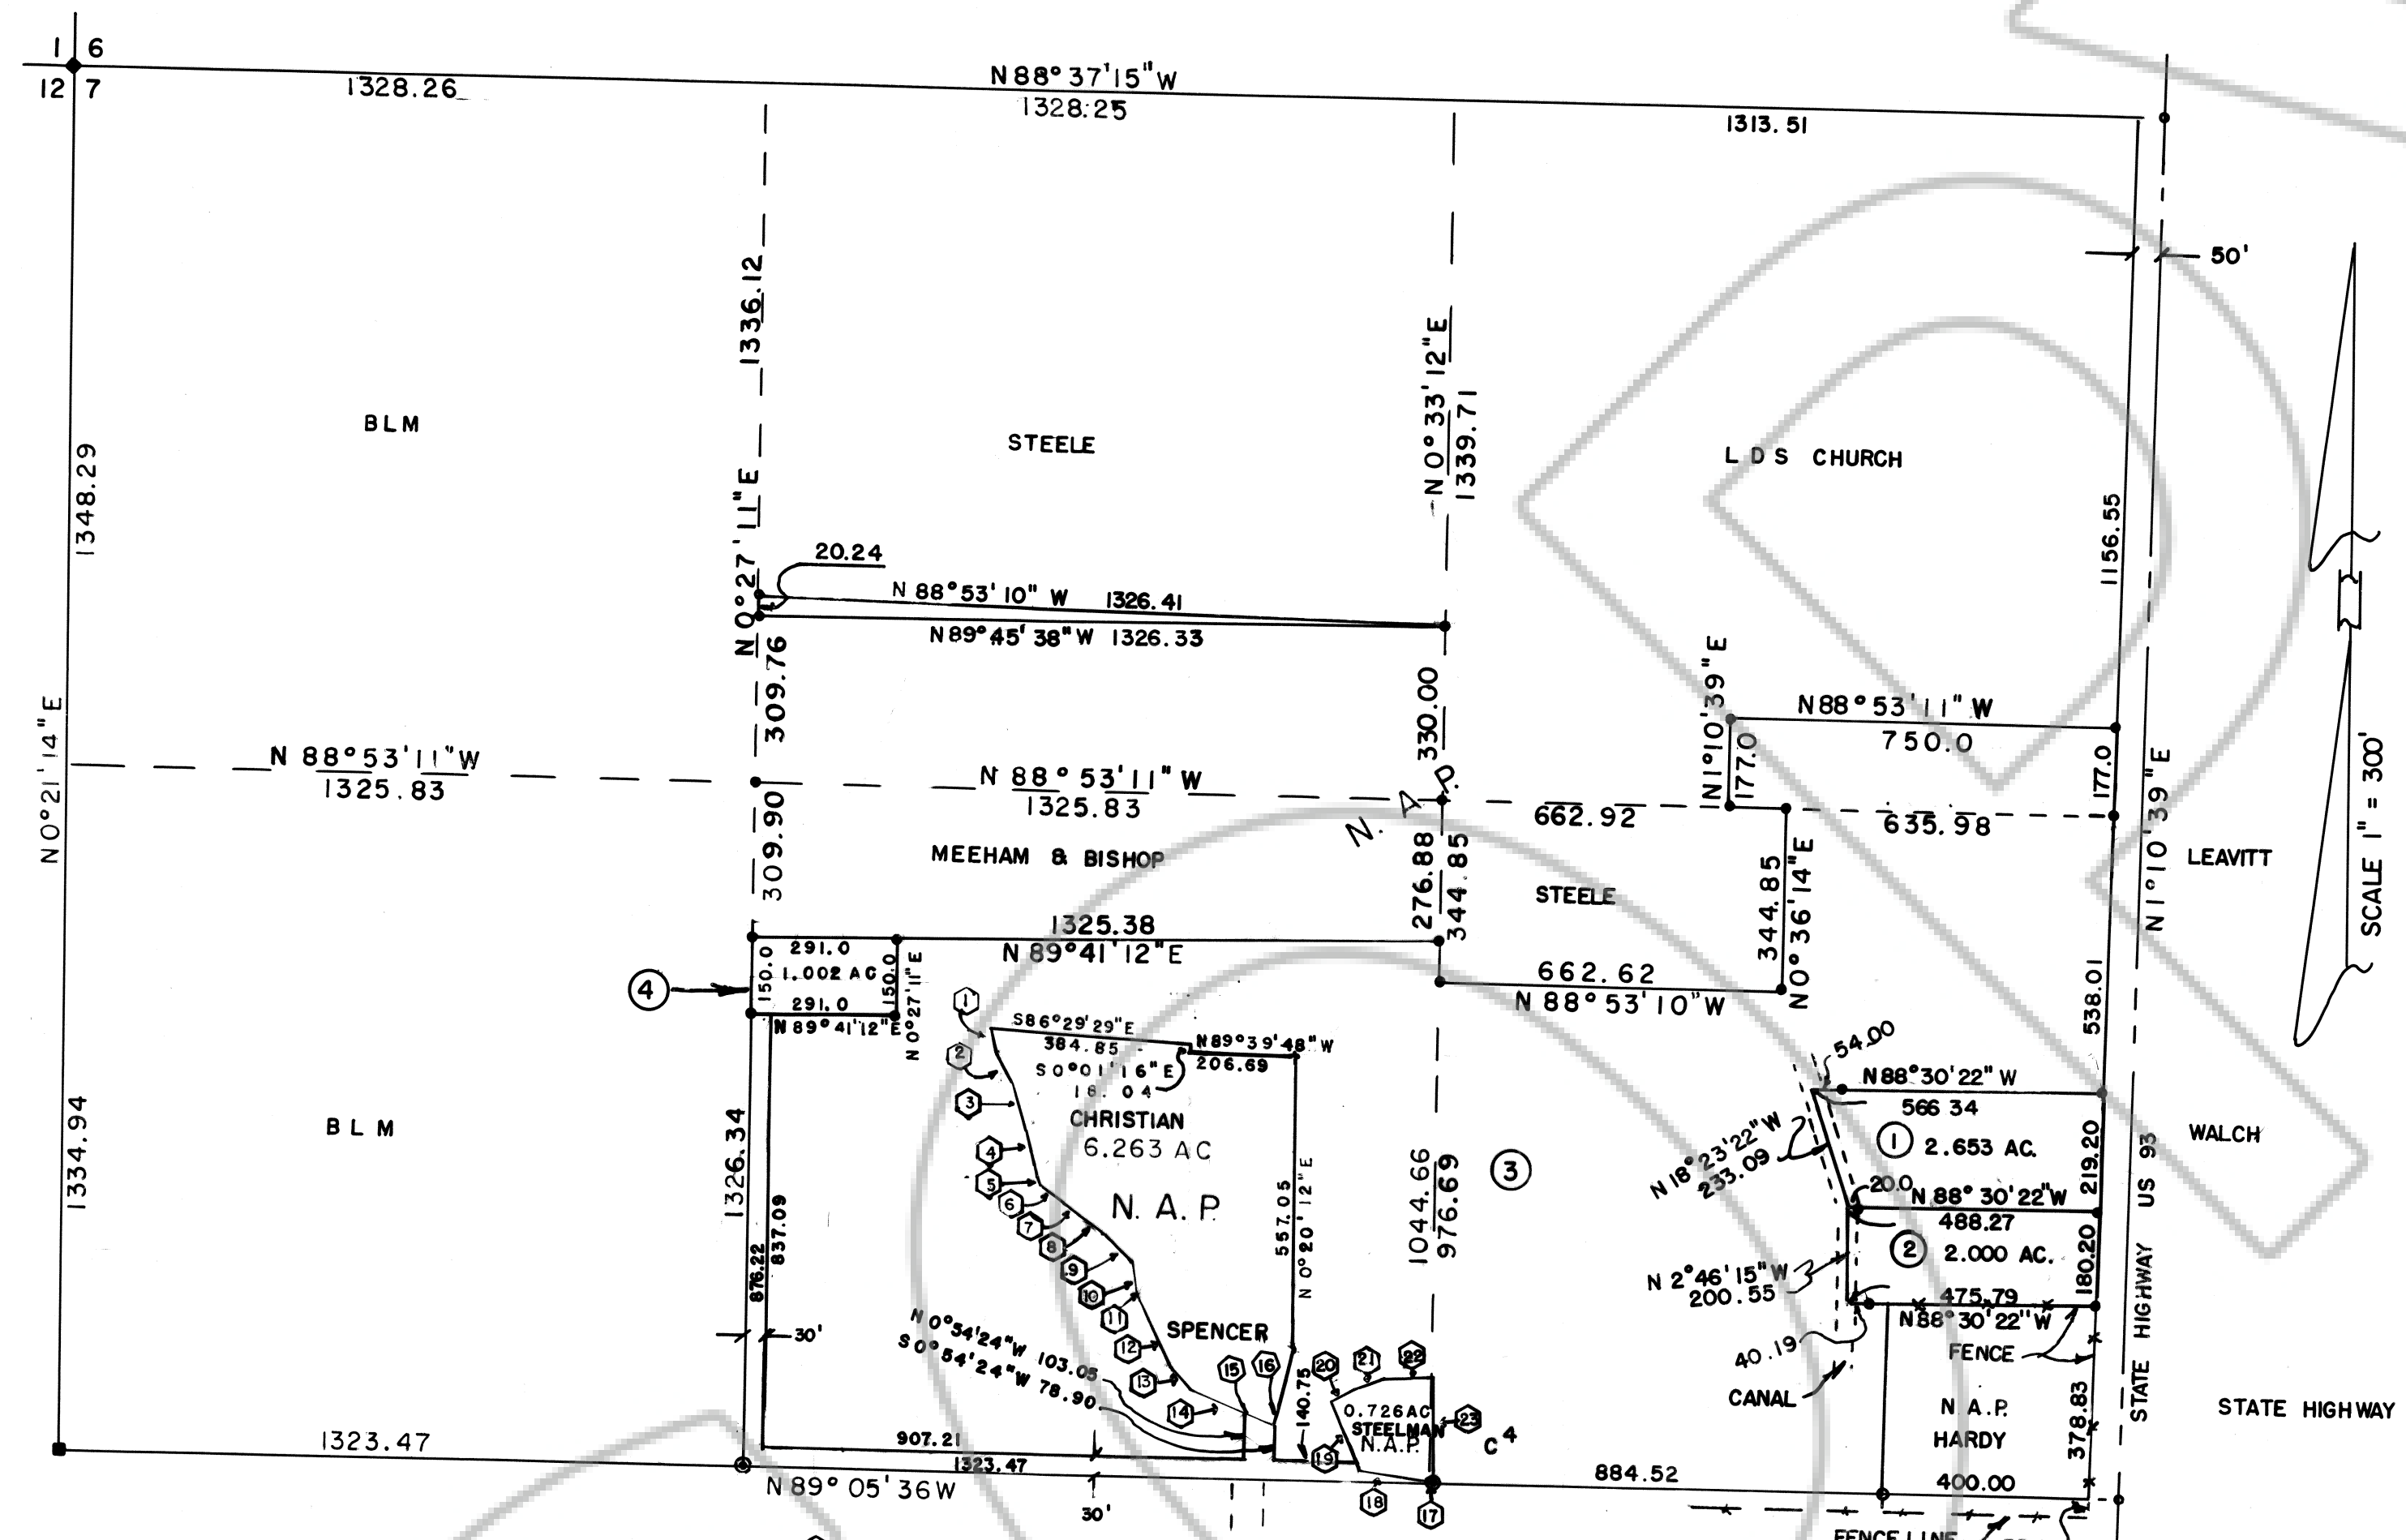 1 6
12 7
N 88° 37' 15" W
1328.26
1328.25
1313.51
50'
1336.12
N 0° 27' 11" E
N 0° 33' 12" E
1339.71
BLM
STEELE
LDS CHURCH
1348.29
1156.55
20.24
N 88° 53' 10" W 1326.41
N 89° 45' 38" W 1326.33
309.76
330.00
N 1° 10' 39" E
177.0
N 88° 53' 11" W
750.0
177.0
N 1° 10' 39" E
SCALE 1" = 300'
N 0° 21' 14" E
N 88° 53' 11" W
1325.83
N 88° 53' 11" W
1325.83
N. A. P.
662.92
635.98
309.90
MEEHAM & BISHOP
276.88
344.85
STEELE
344.85
N 0° 36' 14" E
LEAVITT
1325.38
N 89° 41' 12" E
291.0
1.002 AC
150.0
150.0
291.0
N 89° 41' 12" E
N 0° 27' 11" E
4
662.62
N 88° 53' 10" W
538.01
1
2
3
4
5
6
7
8
9
10
11
12
13
14
15
16
S 86° 29' 29" E
384.85
N 89° 39' 48" W
206.69
S 0° 01' 16" E
18.04
CHRISTIAN
6.263 AC
N. A. P.
557.05
N 0° 20' 12" E
SPENCER
54.00
N 88° 30' 22" W
566 34
1 2.653 AC.
219.20
N 18° 23' 22" W
233.09
20.0
N 88° 30' 22" W
488.27
2 2.000 AC.
180.20
N 2° 46' 15" W
200.55
475.79
N 88° 30' 22" W
40.19
FENCE
CANAL
WALCH
STATE HIGHWAY US 93
STATE HIGHWAY
BLM
1334.94
1326.34
876.22
837.09
30'
1044.66
976.69
3
N 0° 54' 24" W 103.05
S 0° 54' 24" W 78.90
140.75
20
21
22
23
19
18
17
0.726 AC
STEELMAN
N. A. P.
C 4
N. A. P.
HARDY
378.83
400.00
884.52
1323.47
907.21
1323.47
N 89° 05' 36 W
30'
FENCE LINE